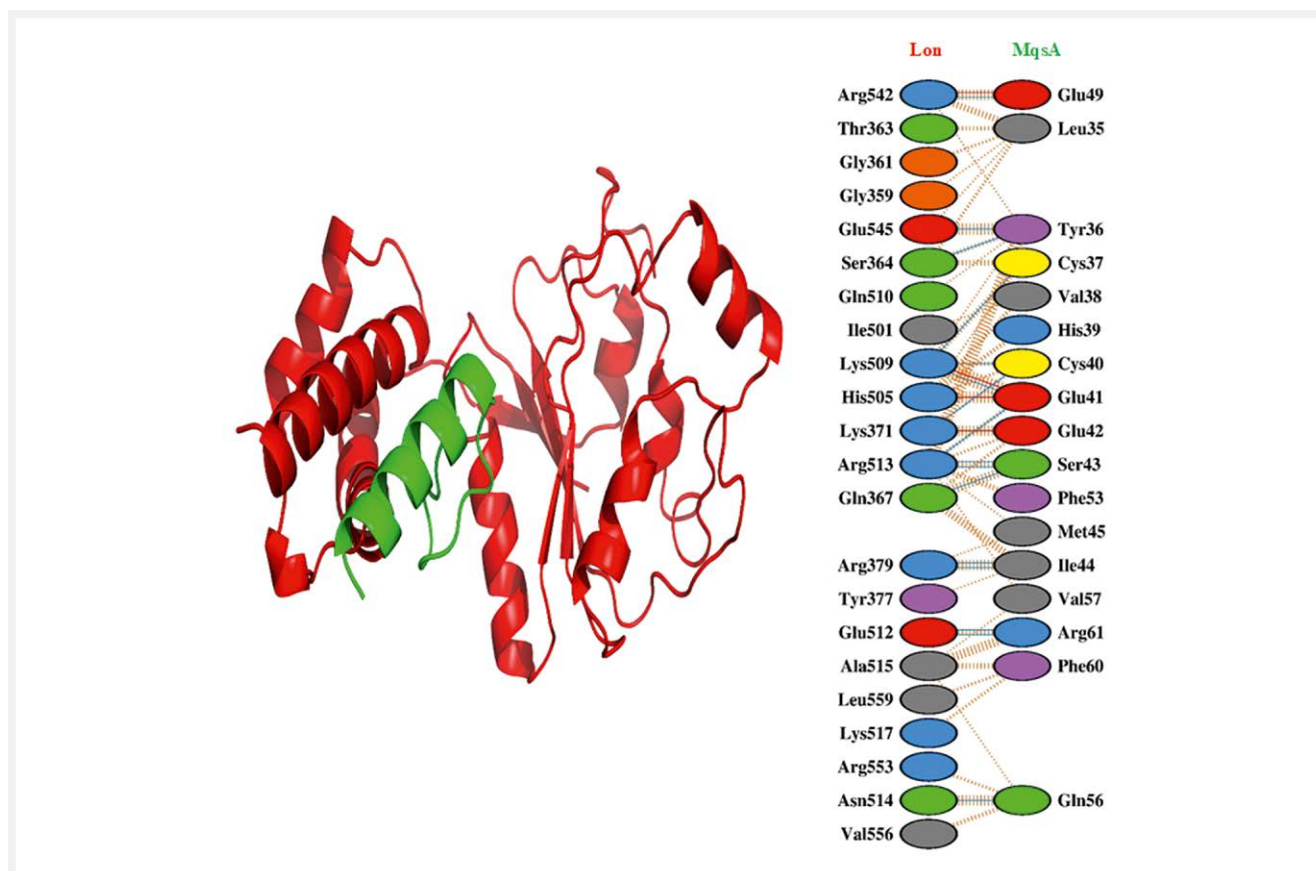 Lon MqsA
Arg542 Glu49
Thr363 Leu35
Gly361
Gly359
Glu545 Tyr36
Ser364 Cys37
Gln510 Val38
Ile501 His39
Lys509 Cys40
His505 Glu41
Lys371 Glu42
Arg513 Ser43
Gln367 Phe53
Met45
Arg379 Ile44
Tyr377 Val57
Glu512 Arg61
Ala515 Phe60
Leu559
Lys517
Arg553
Asn514 Gln56
Val556